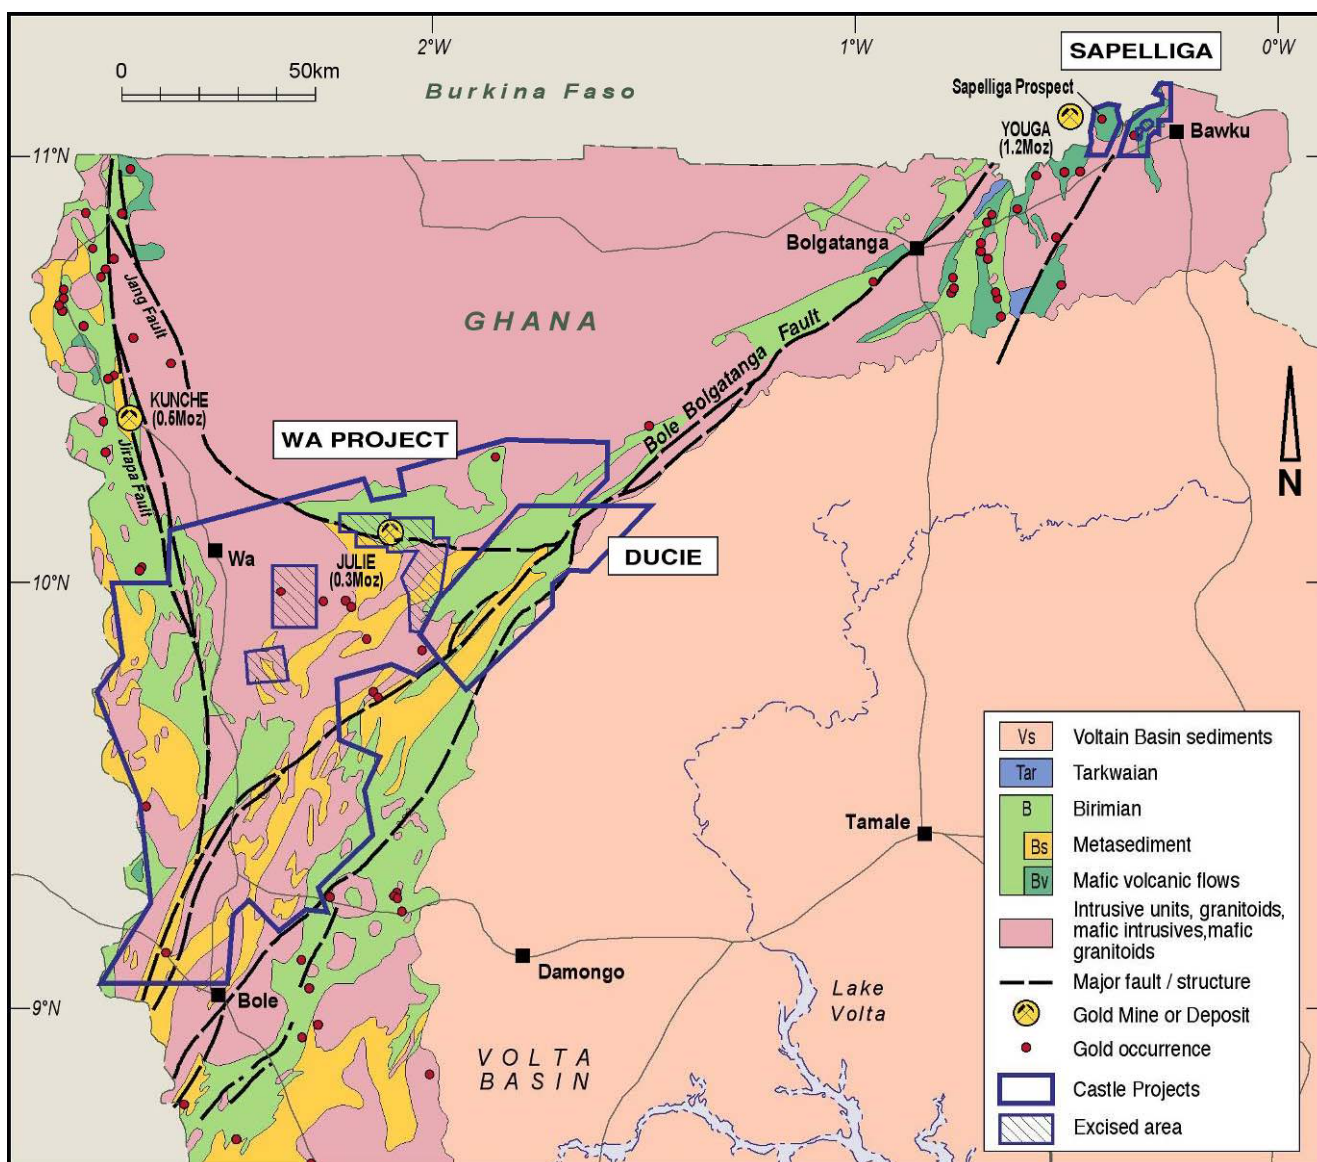 2°W
1°W
0°W
0
50km
Burkina Faso
SAPELLIGA
Sapelliga Prospect
YOUGA
(1.2Moz)
Bawku
11°N
Bolgatanga
Jang Fault
GHANA
Bole Bolgatanga Fault
KUNCHE
(0.5Moz)
WA PROJECT
Jirapa Fault
N
Wa
JULIE
(0.3Moz)
DUCIE
10°N
Tamale
Damongo
Bole
9°N
Lake
Volta
VOLTA
BASIN
Vs Voltain Basin sediments
Tar Tarkwaian
B Birimian
Bs Metasediment
Bv Mafic volcanic flows
Intrusive units, granitoids,
mafic intrusives,mafic
granitoids
Major fault / structure
Gold Mine or Deposit
Gold occurrence
Castle Projects
Excised area